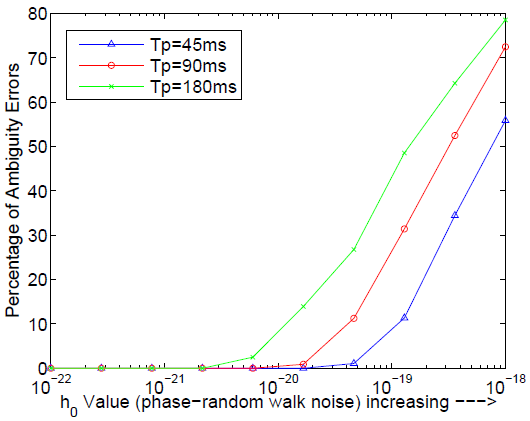 80
70
60
50
40
30
20
10
0
Percentage of Ambiguity Errors
Tp=45ms
Tp=90ms
Tp=180ms
10^-22 10^-21 10^-20 10^-19 10^-18
h_0 Value (phase-random walk noise) increasing --->